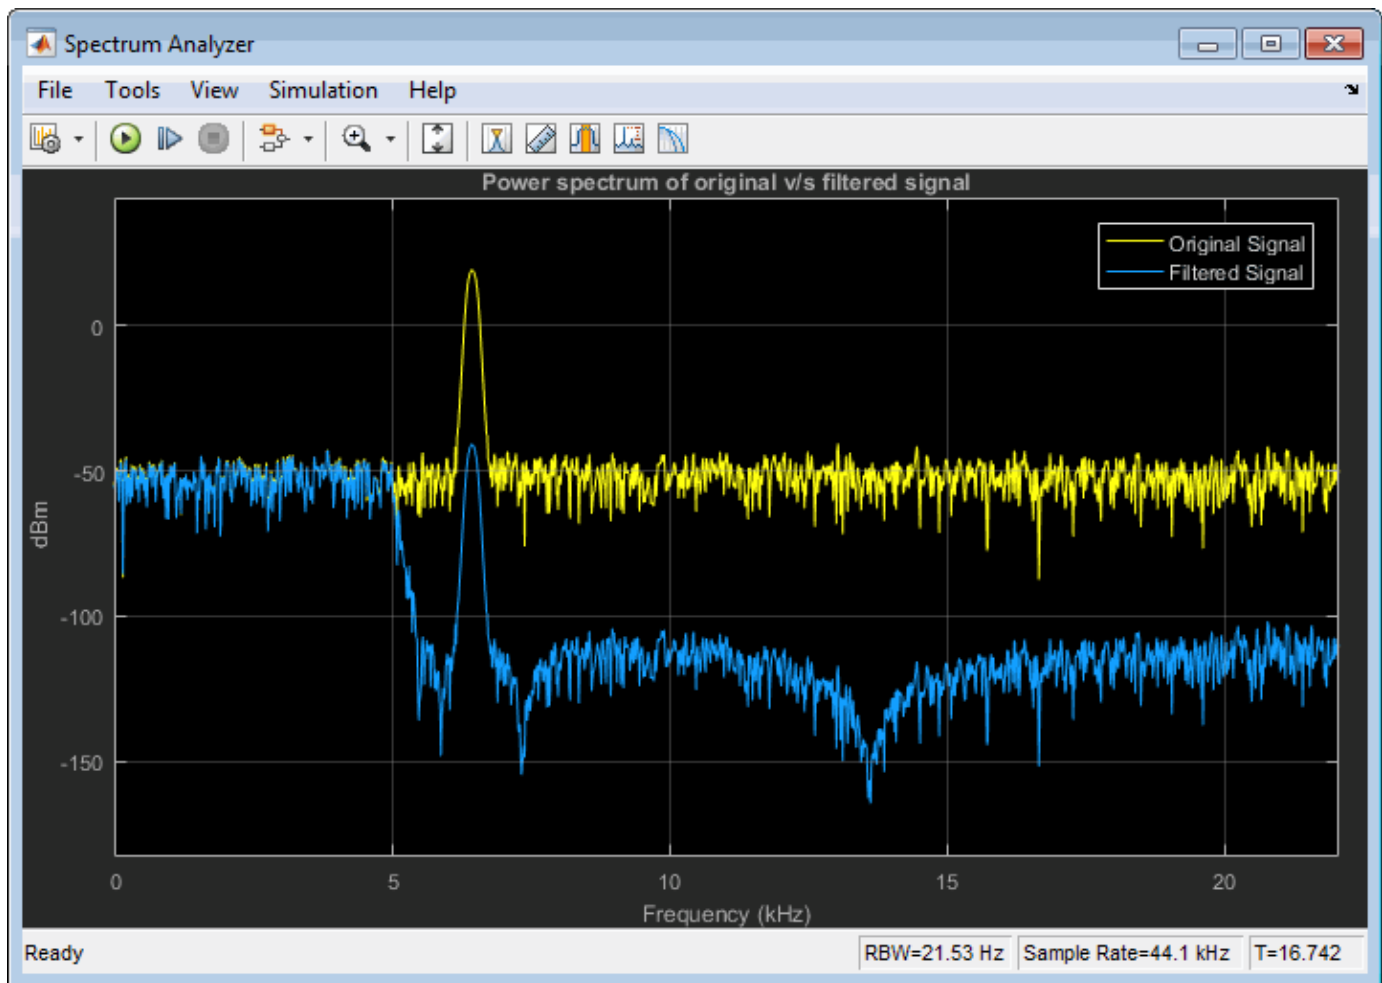 Spectrum Analyzer
File Tools View Simulation Help
Power spectrum of original v/s filtered signal
Original Signal
Filtered Signal
0
-50
-100
-150
dBm
0 5 10 15 20
Frequency (kHz)
Ready RBW=21.53 Hz Sample Rate=44.1 kHz T=16.742